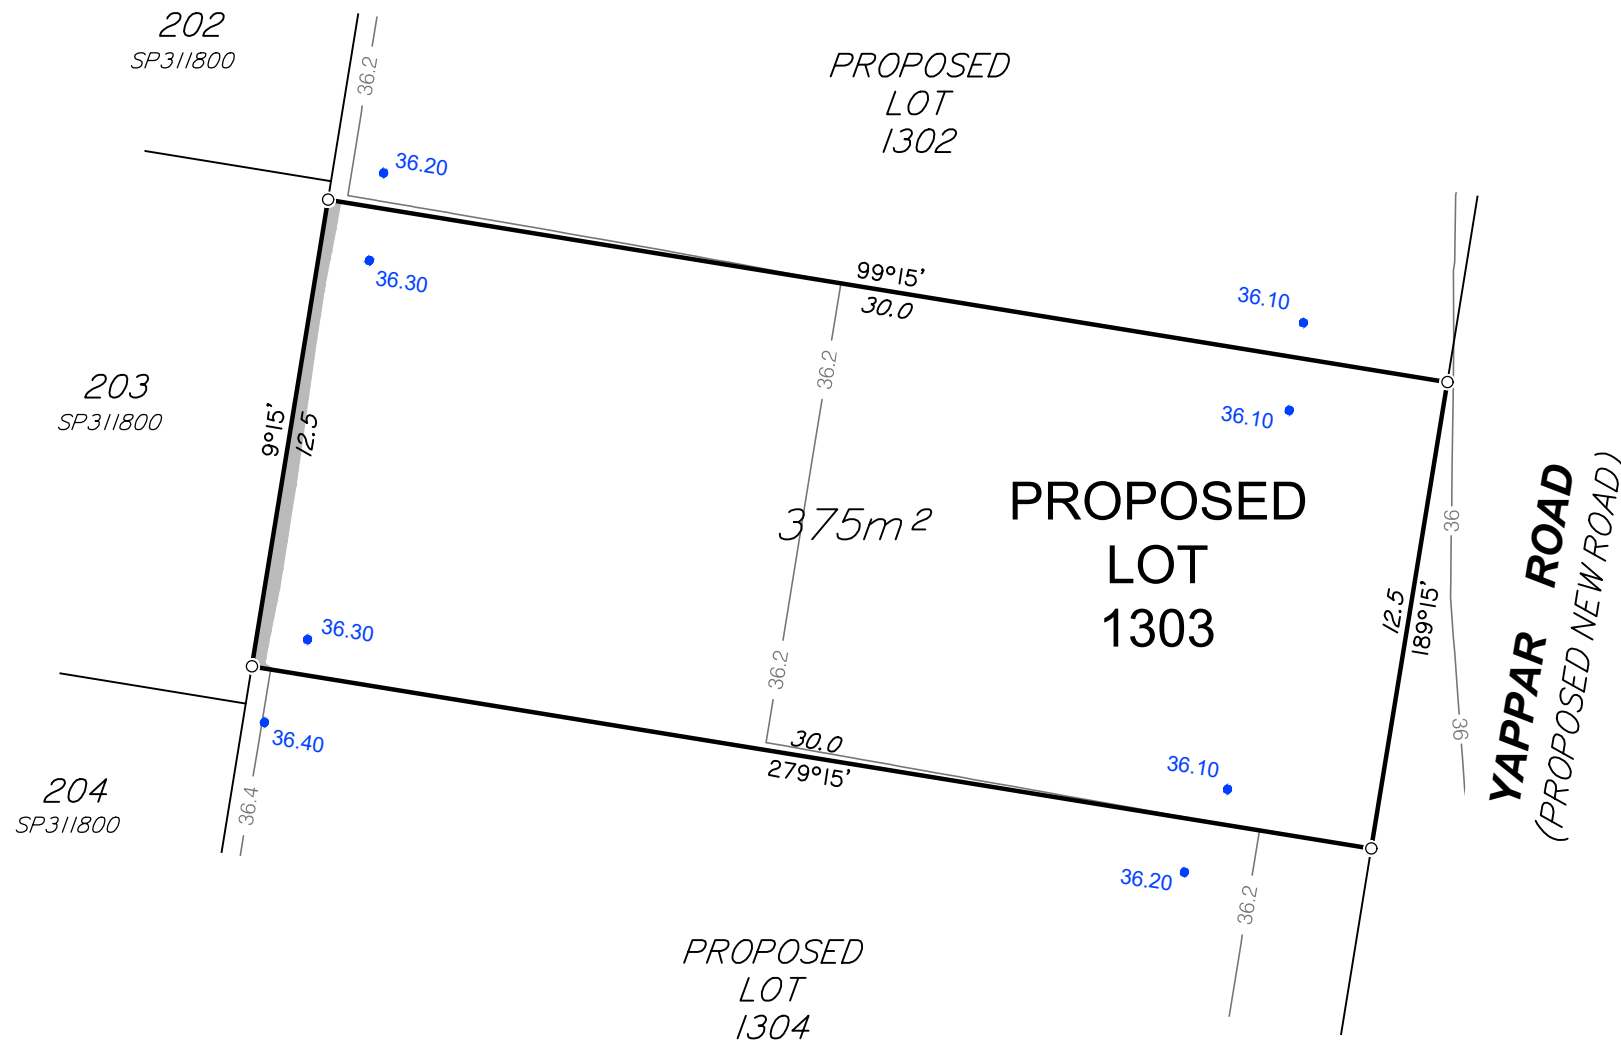 202
SP311800
36.2
PROPOSED
LOT
1302
36.20
36.30
99°15'
30.0
36.10
36.10
36.2
203
SP311800
9°15'
12.5
375m²
PROPOSED
LOT
1303
36
12.5
189°15'
YAPPAR ROAD
(PROPOSED NEW ROAD)
36.30
36.2
36
36.40
30.0
279°15'
36.10
204
SP311800
36.4
36.20
36.2
PROPOSED
LOT
1304